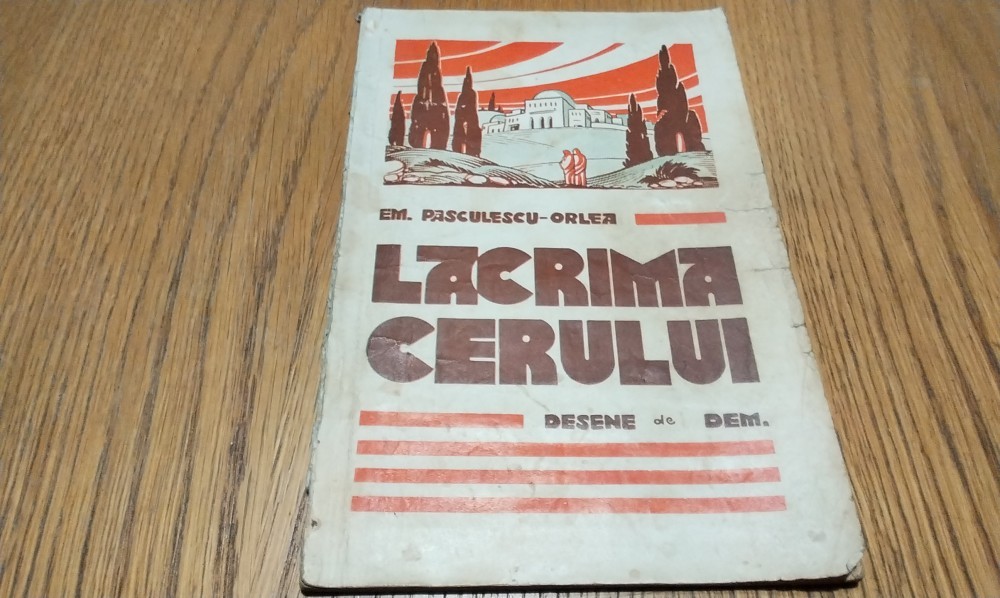 EM. PASCULESCU-ORLEA
LACRIMA
CERULUI
DESENE de DEM.